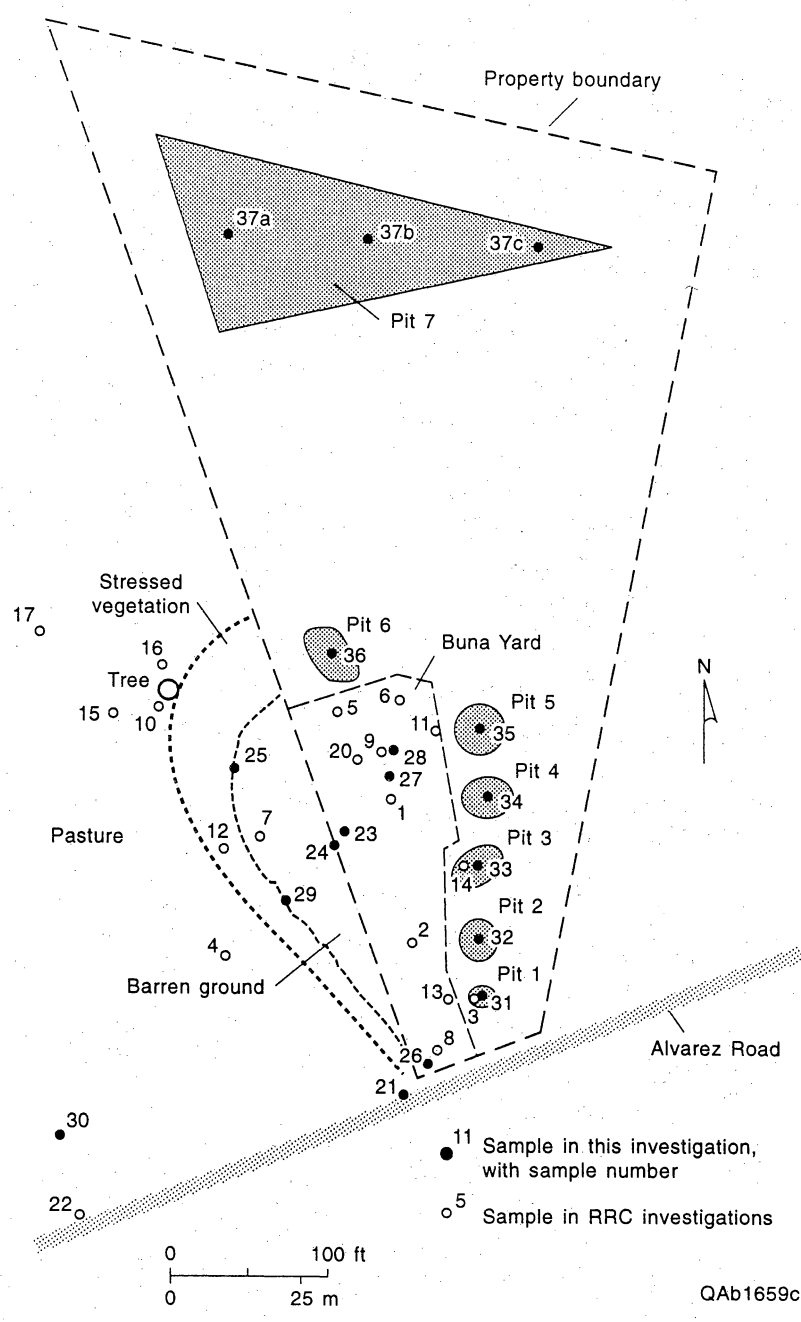 Property boundary
37a
37b
37c
Pit 7
Stressed
vegetation
17
16
Tree
15
10
Pit 6
36
Buna Yard
6
5
11
Pit 5
35
25
20
9
28
27
1
Pit 4
34
Pasture
12
7
23
24
Pit 3
33
14
29
2
Pit 2
32
4
Barren ground
13
Pit 1
31
3
8
26
21
N
Alvarez Road
30
22
11
Sample in this investigation,
with sample number
5
Sample in RRC investigations
0 100 ft
0 25 m
QAb1659c